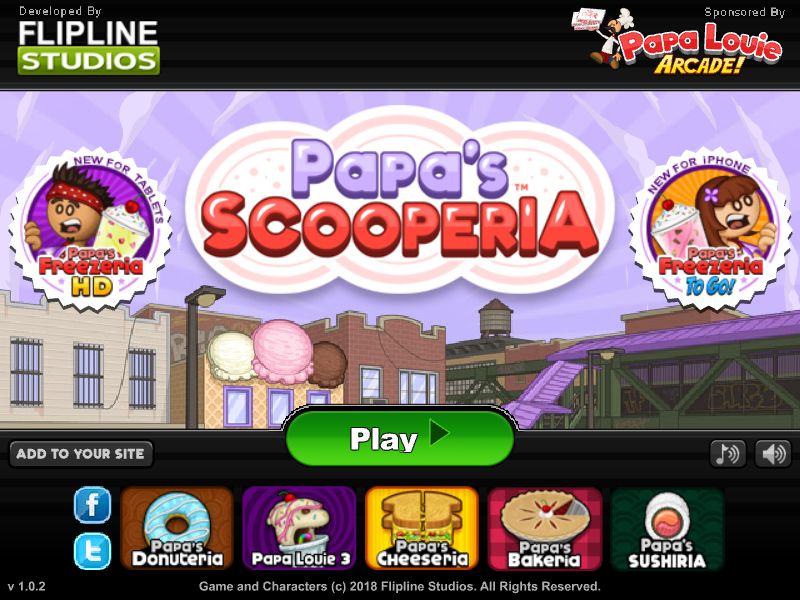 Developed By
FLIPLINE
STUDIOS
Sponsored By
Papa Louie
ARCADE!
Papa's
SCOOPERIA™
NEW FOR TABLETS
Papa's
Freezeria
HD
NEW FOR iPHONE
Papa's
Freezeria
TO GO!
Play
ADD TO YOUR SITE
Papa's
Donuteria
Papa Louie 3
Papa's
Cheeseria
Papa's
Bakeria
Papa's
SUSHIRIA
v 1.0.2
Game and Characters (c) 2018 Flipline Studios. All Rights Reserved.